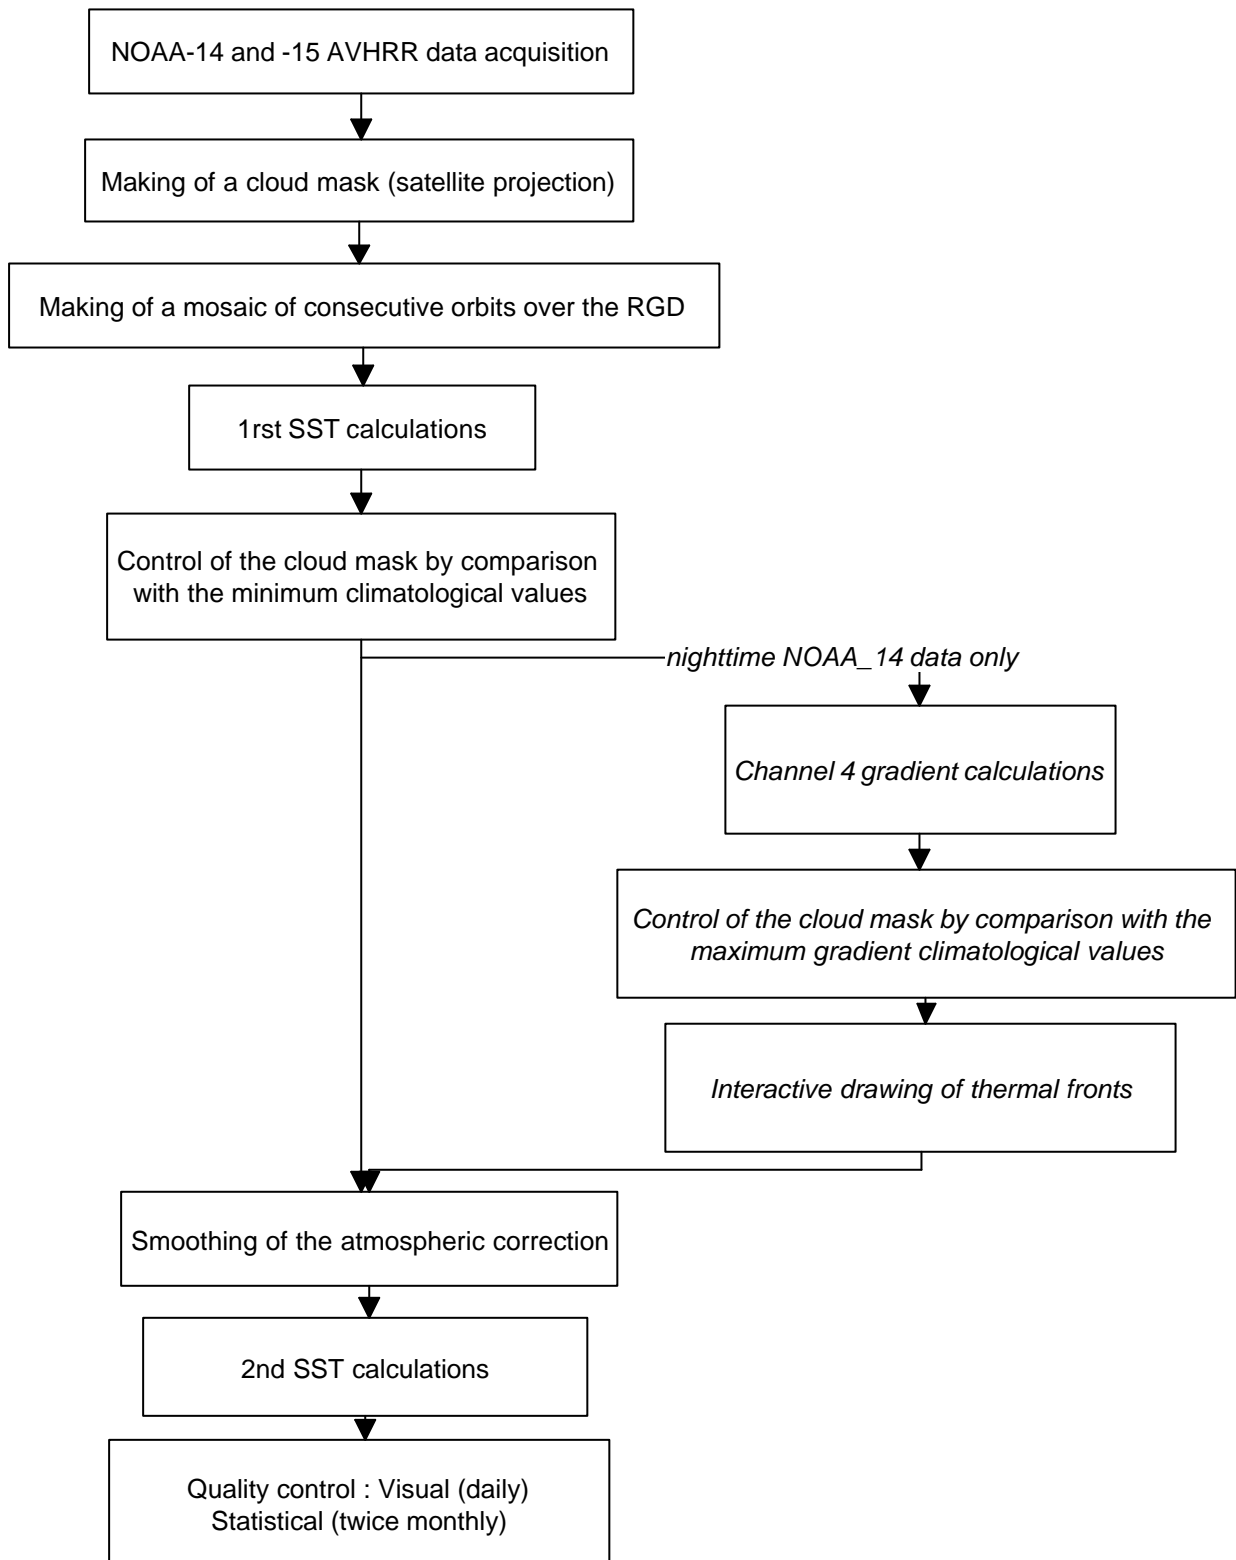 NOAA-14 and -15 AVHRR data acquisition
Making of a cloud mask (satellite projection)
Making of a mosaic of consecutive orbits over the RGD
1rst SST calculations
Control of the cloud mask by comparison
with the minimum climatological values
nighttime NOAA_14 data only
Channel 4 gradient calculations
Control of the cloud mask by comparison with the
maximum gradient climatological values
Interactive drawing of thermal fronts
Smoothing of the atmospheric correction
2nd SST calculations
Quality control : Visual (daily)
Statistical (twice monthly)